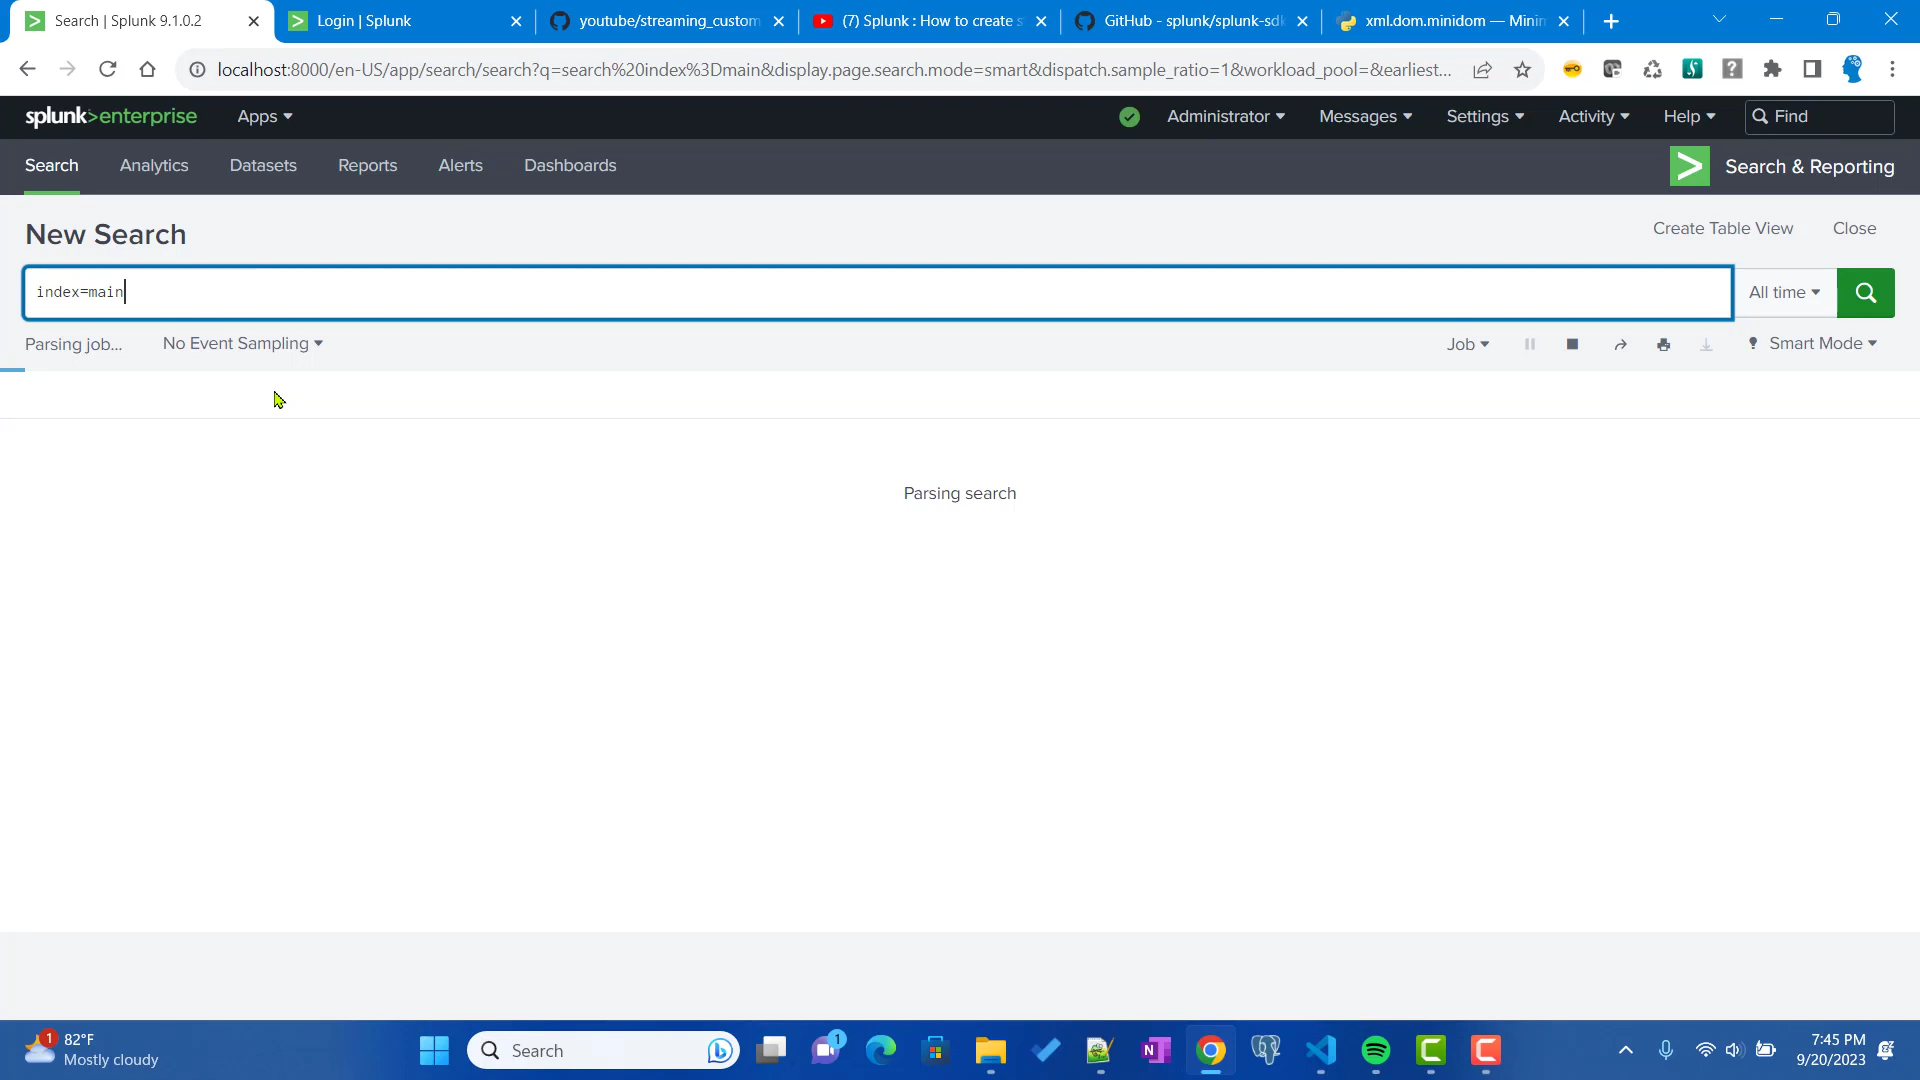 Search | Splunk 9.1.0.2
Login | Splunk
youtube/streaming_custom
(7) Splunk : How to create s
GitHub - splunk/splunk-sdk
xml.dom.minidom — Minim
localhost:8000/en-US/app/search/search?q=search%20index%3Dmain&display.page.search.mode=smart&dispatch.sample_ratio=1&workload_pool=&earliest...
splunk>enterprise
Apps
Administrator
Messages
Settings
Activity
Help
Find
Search
Analytics
Datasets
Reports
Alerts
Dashboards
Search & Reporting
New Search
Create Table View
Close
index=main
All time
Parsing job...
No Event Sampling
Job
Smart Mode
Parsing search
1
82°F
Mostly cloudy
Search
1
7:45 PM
9/20/2023